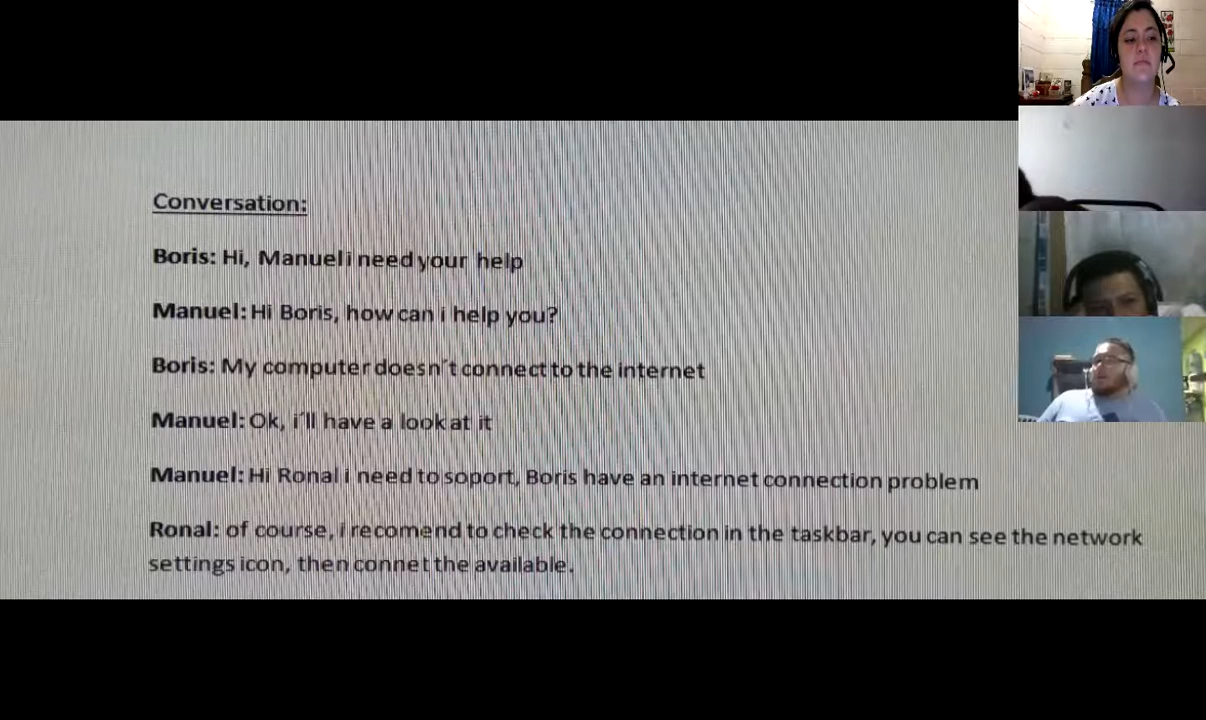 Conversation:
Boris: Hi, Manuel i need your help
Manuel: Hi Boris, how can i help you?
Boris: My computer doesn´t connect to the internet
Manuel: Ok, i´ll have a look at it
Manuel: Hi Ronal i need to soport, Boris have an internet connection problem
Ronal: of course, i recomend to check the connection in the taskbar, you can see the network
settings icon, then connet the available.